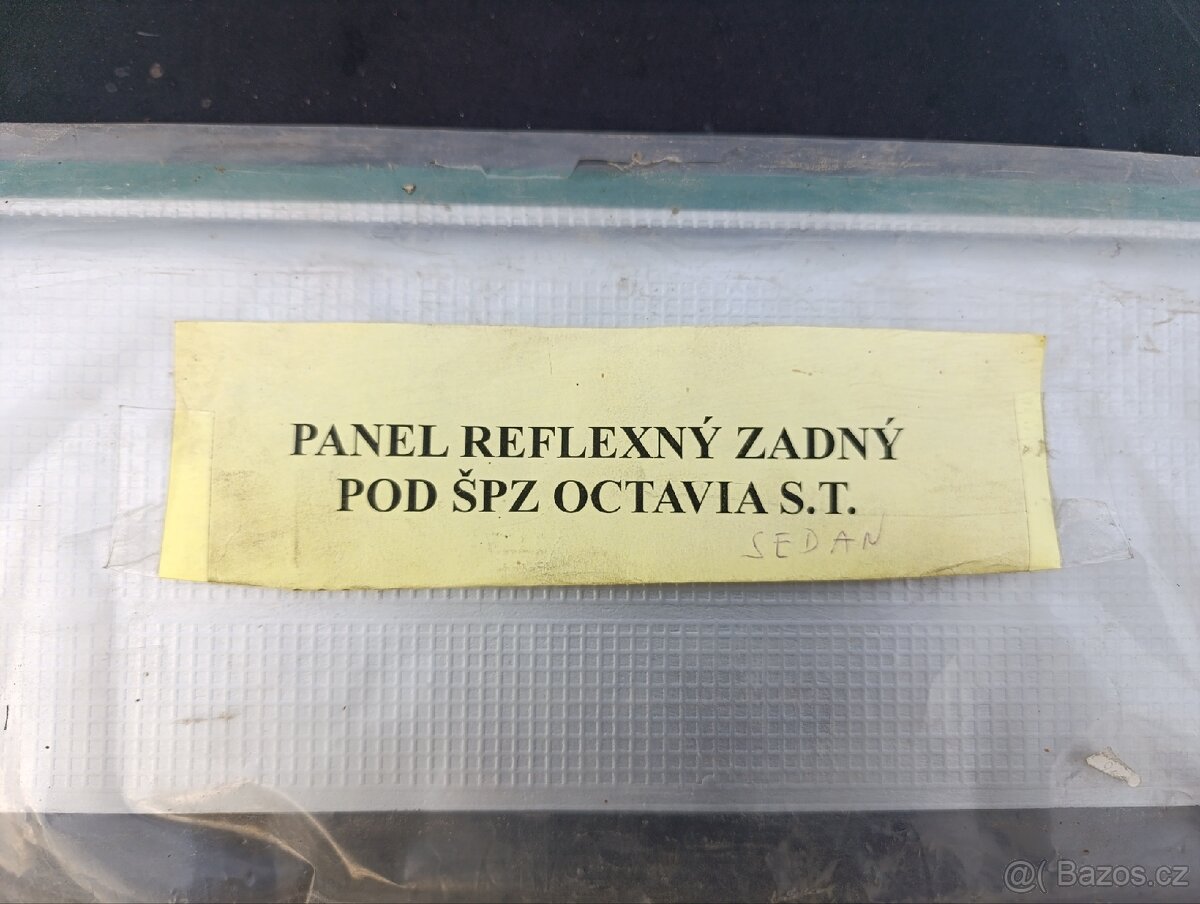 PANEL REFLEXNÝ ZADNÝ
POD ŠPZ OCTAVIA S.T.
SEDAN
@( Bazos.cz